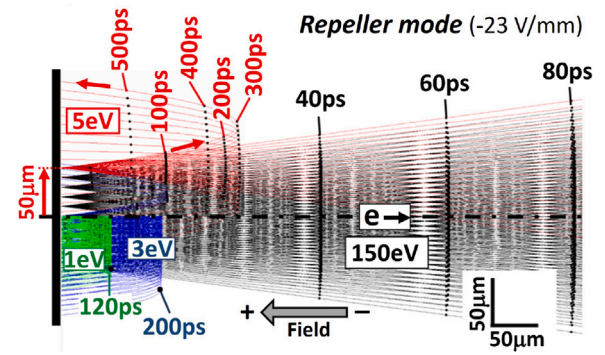 Repeller mode (-23 V/mm)
500ps
400ps
300ps
200ps
100ps
80ps
60ps
40ps
5eV
50μm
e
150eV
1eV
3eV
120ps
200ps
+
−
Field
50μm
50μm